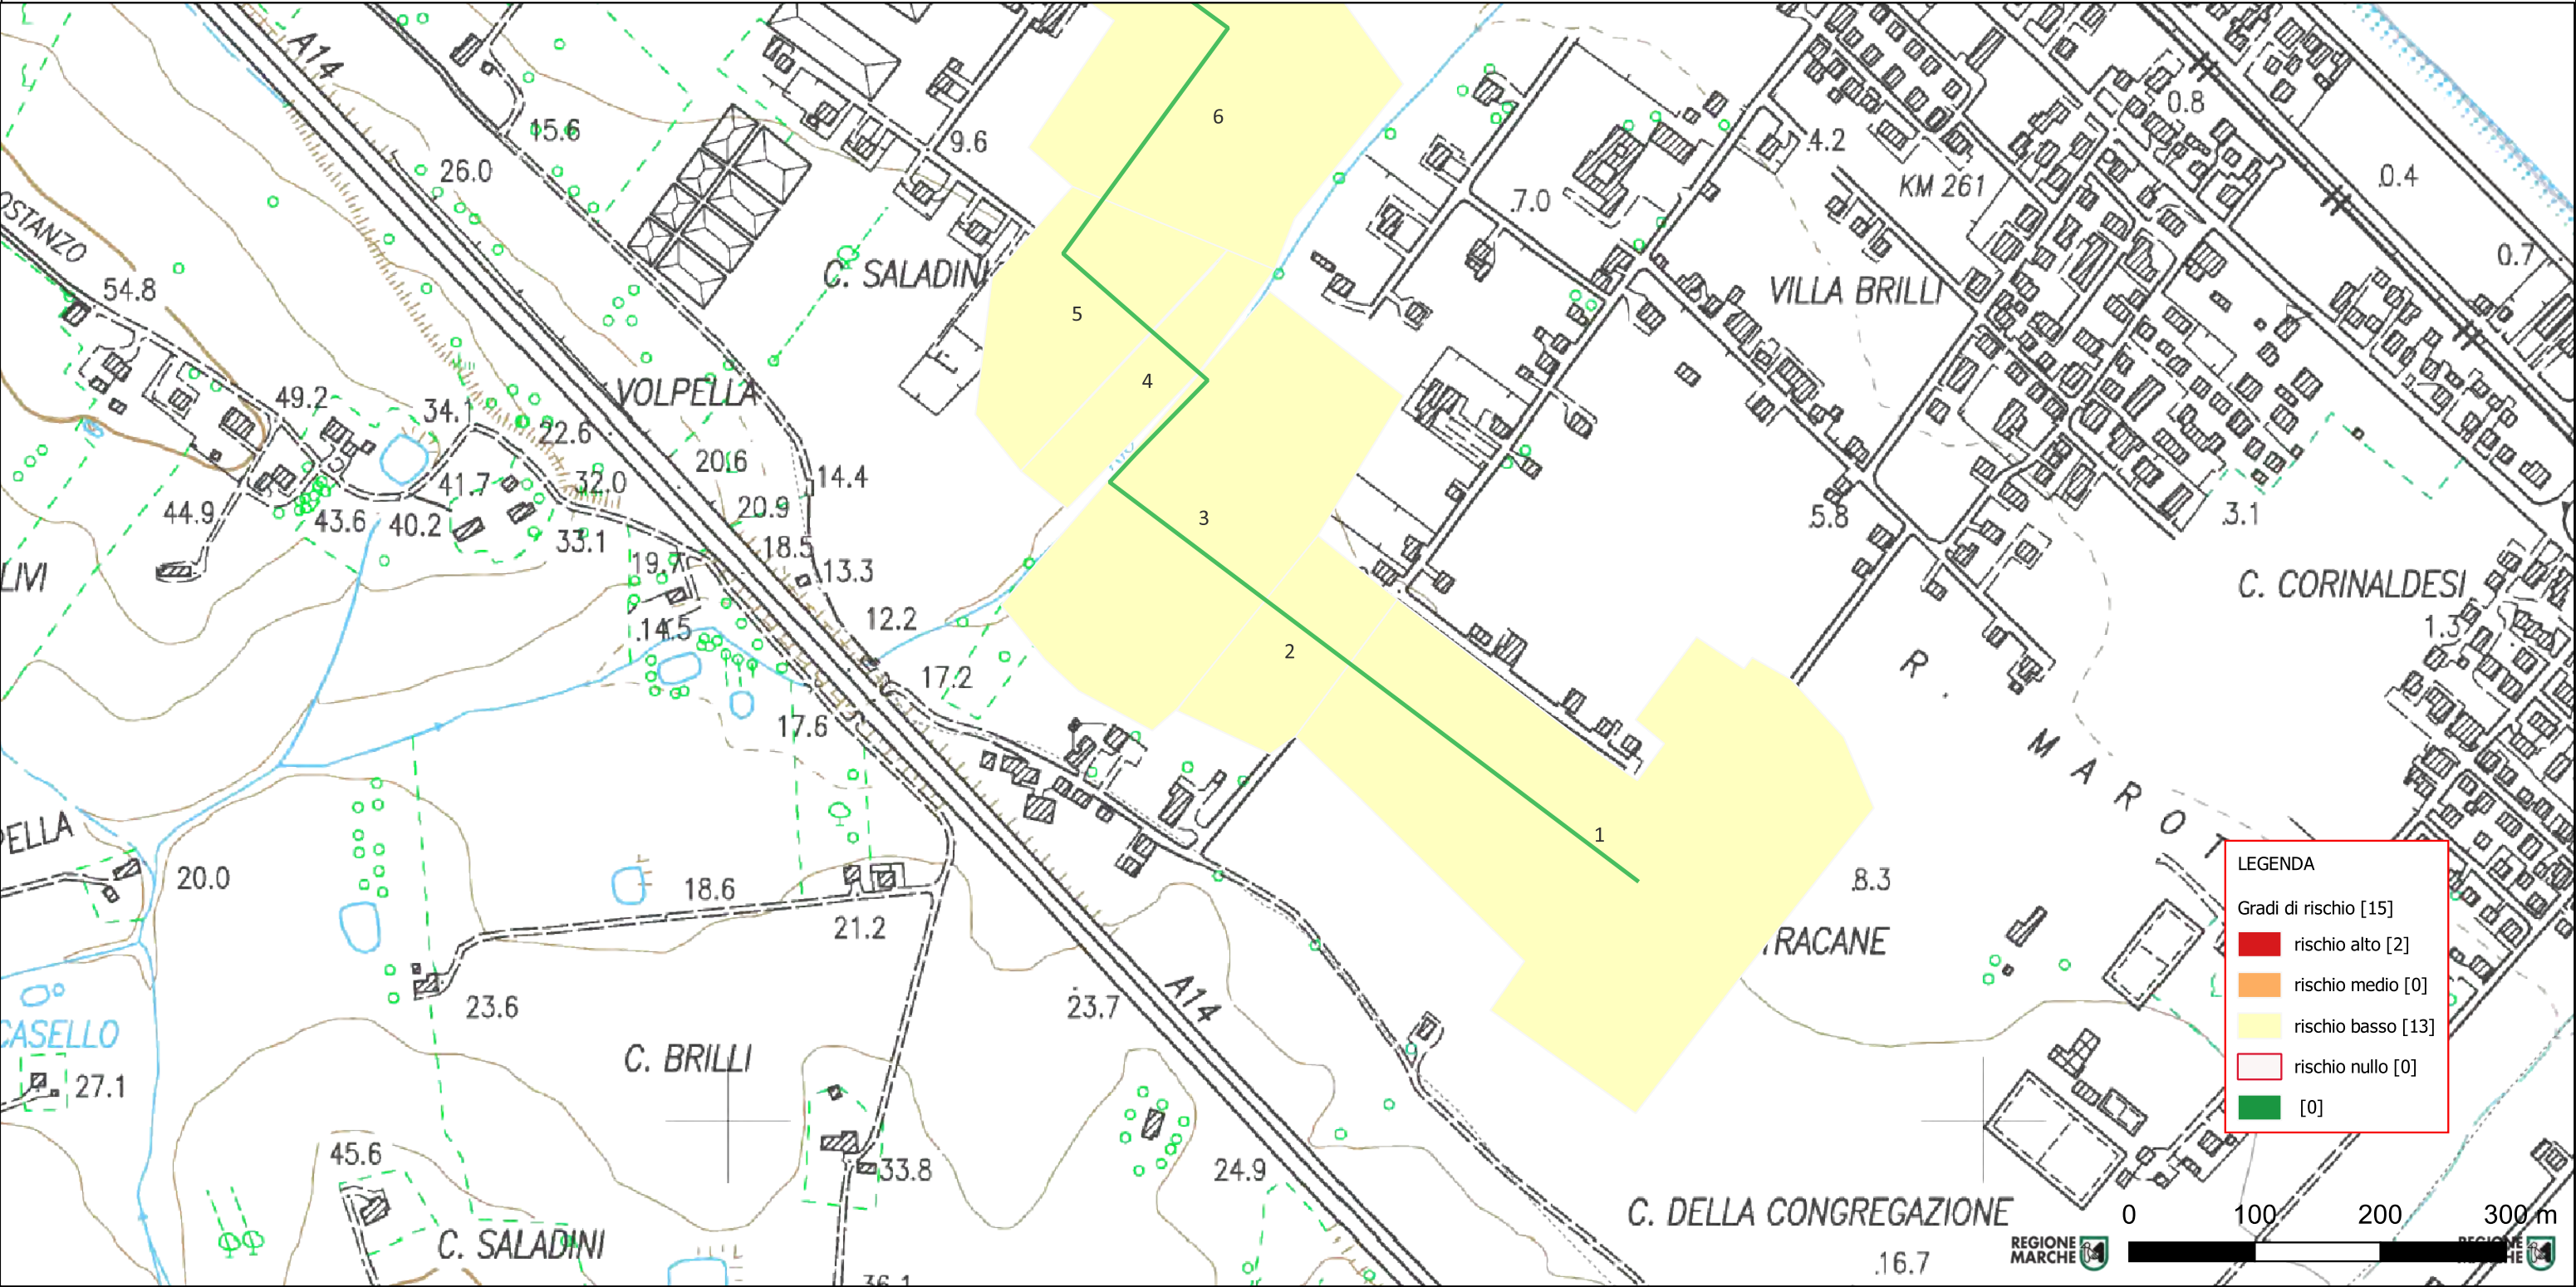 A14
15.6
26.0
9.6
6
0.8
4.2
KM 261
0.4
7.0
OSTANZO
54.8
C. SALADINI
5
VILLA BRILLI
0.7
VOLPELLA
4
49.2
34.1
22.6
20.6
14.4
41.7
32.0
44.9
43.6
40.2
33.1
20.9
18.5
3
5.8
3.1
LIVI
19.7
13.3
C. CORINALDESI
14.5
12.2
2
1.3
17.2
R. MAROT
17.6
PELLA
1
20.0
18.6
21.2
8.3
TRACANE
LEGENDA
Gradi di rischio [15]
rischio alto [2]
rischio medio [0]
rischio basso [13]
rischio nullo [0]
[0]
23.6
23.7
A14
CASELLO
27.1
C. BRILLI
45.6
33.8
24.9
C. SALADINI
C. DELLA CONGREGAZIONE
16.7
0 100 200 300 m
REGIONE
MARCHE
REGIONE
HE
36.1